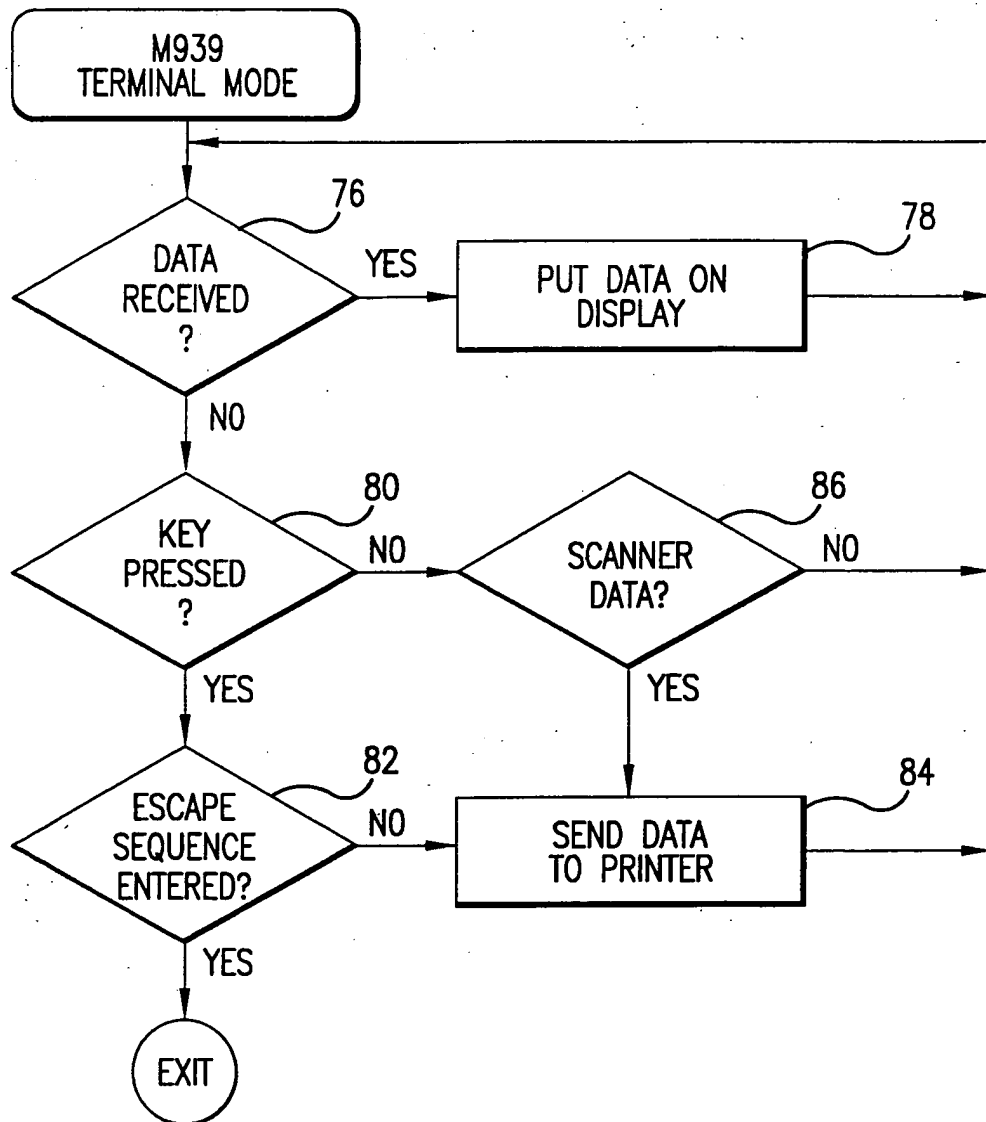 M939
TERMINAL MODE
76
DATA
RECEIVED
?
YES
78
PUT DATA ON
DISPLAY
NO
80
KEY
PRESSED
?
NO
86
SCANNER
DATA?
NO
YES
YES
82
ESCAPE
SEQUENCE
ENTERED?
NO
84
SEND DATA
TO PRINTER
YES
EXIT